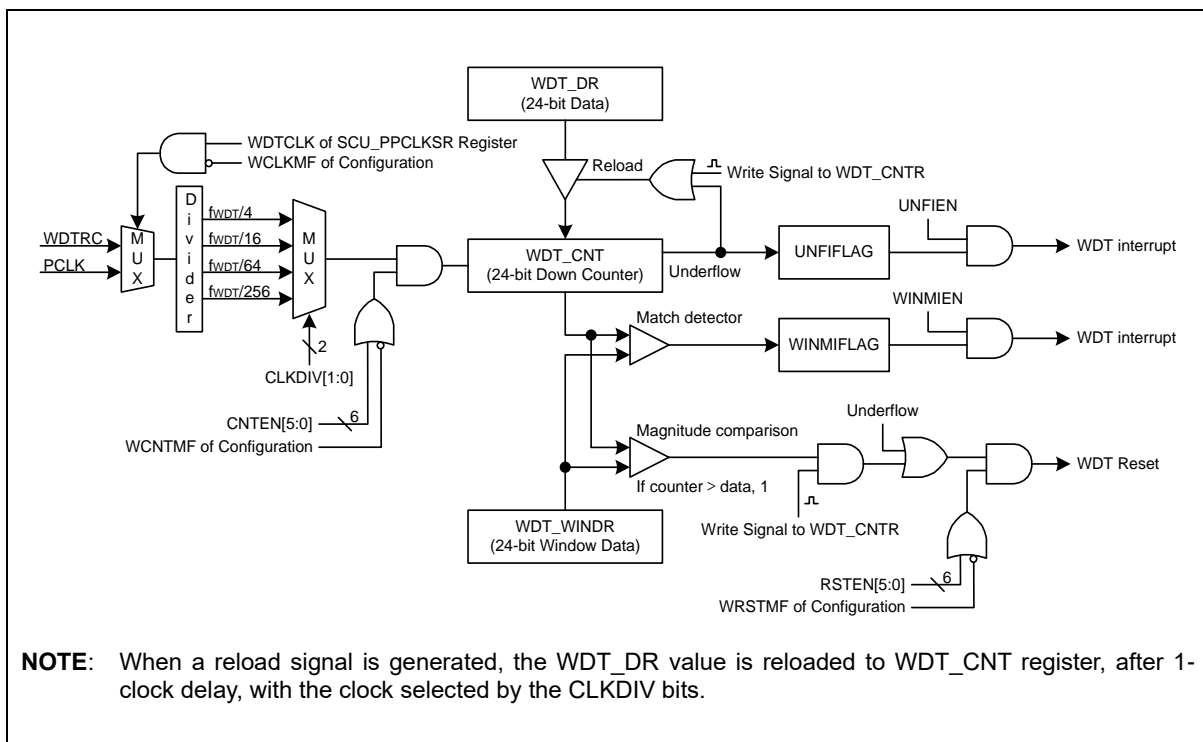 WDT_DR
(24-bit Data)
WDTCLK of SCU_PPCLKSR Register
WCLKMF of Configuration
Reload
Write Signal to WDT_CNTR
Divider
fWDT/4
fWDT/16
fWDT/64
fWDT/256
MUX
MUX
WDTRC
PCLK
2
CLKDIV[1:0]
CNTEN[5:0]
6
WCNTMF of Configuration
WDT_CNT
(24-bit Down Counter)
Underflow
UNFIEN
UNFIFLAG
WDT interrupt
Match detector
WINMIEN
WINMIFLAG
WDT interrupt
Underflow
Magnitude comparison
If counter > data, 1
WDT Reset
WDT_WINDR
(24-bit Window Data)
Write Signal to WDT_CNTR
RSTEN[5:0]
6
WRSTMF of Configuration
NOTE: When a reload signal is generated, the WDT_DR value is reloaded to WDT_CNT register, after 1-
clock delay, with the clock selected by the CLKDIV bits.